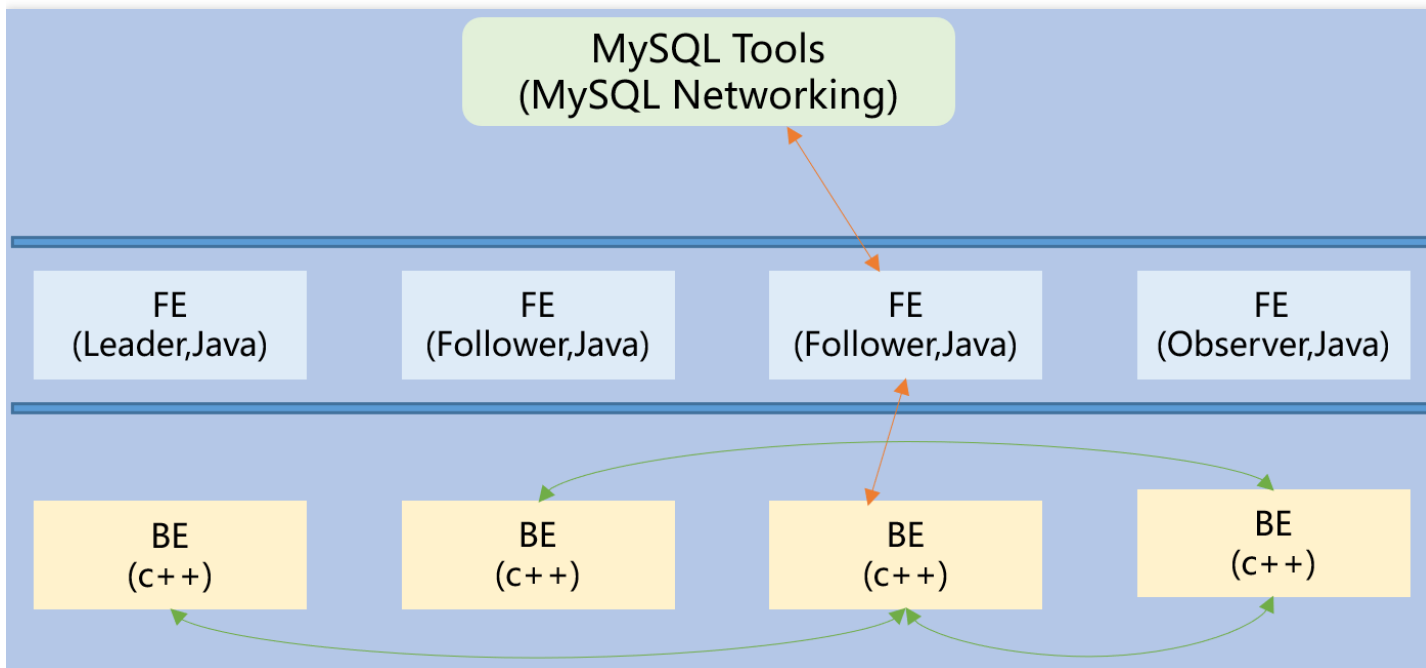 MySQL Tools
(MySQL Networking)
FE
(Leader,Java)
FE
(Follower,Java)
FE
(Follower,Java)
FE
(Observer,Java)
BE
(c++)
BE
(c++)
BE
(c++)
BE
(c++)